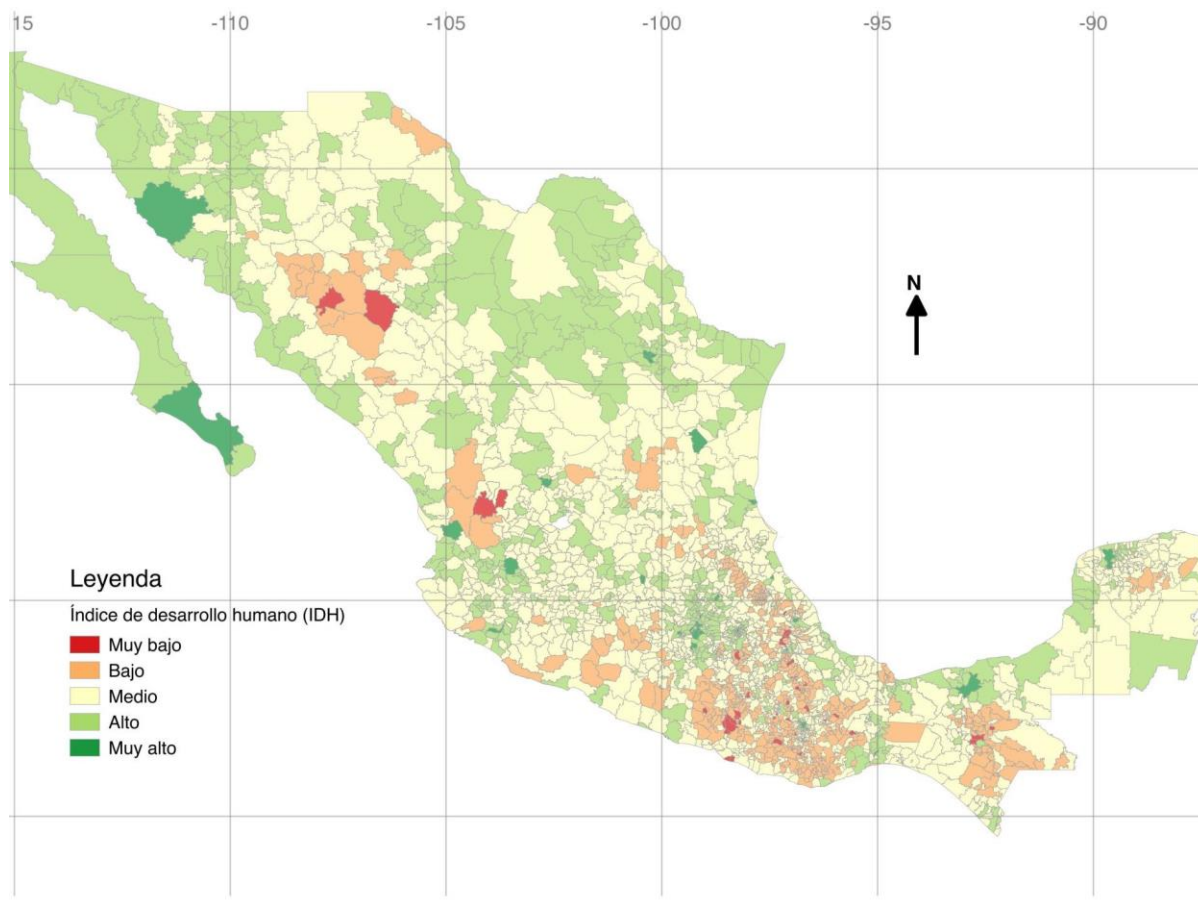 15 -110 -105 -100 -95 -90
N
Leyenda
Índice de desarrollo humano (IDH)
Muy bajo
Bajo
Medio
Alto
Muy alto